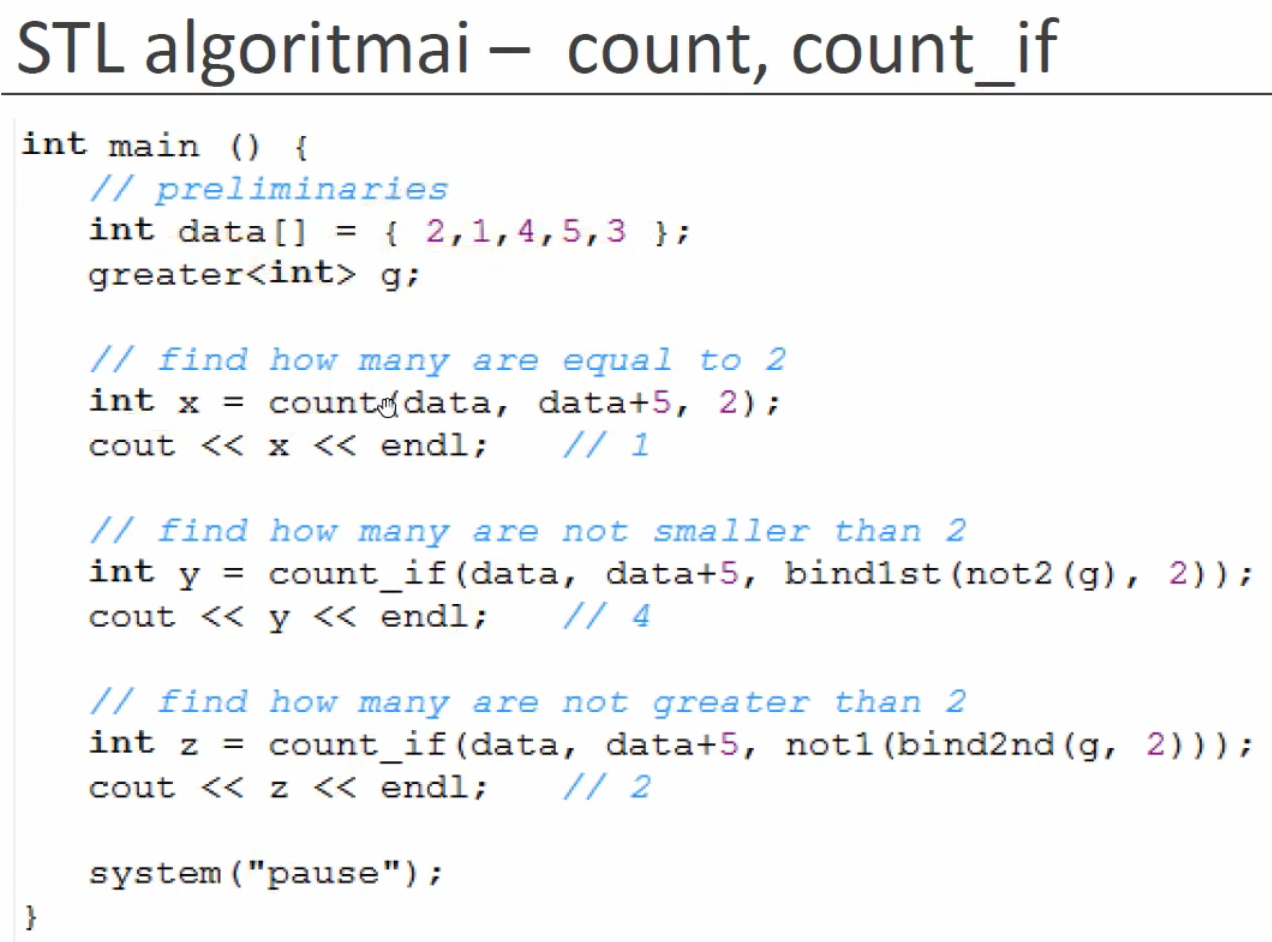 STL algoritmai – count, count_if
int main () {
// preliminaries
int data[] = { 2,1,4,5,3 };
greater<int> g;
// find how many are equal to 2
int x = count(data, data+5, 2);
cout << x << endl; // 1
// find how many are not smaller than 2
int y = count_if(data, data+5, bind1st(not2(g), 2));
cout << y << endl; // 4
// find how many are not greater than 2
int z = count_if(data, data+5, not1(bind2nd(g, 2)));
cout << z << endl; // 2
system("pause");
}